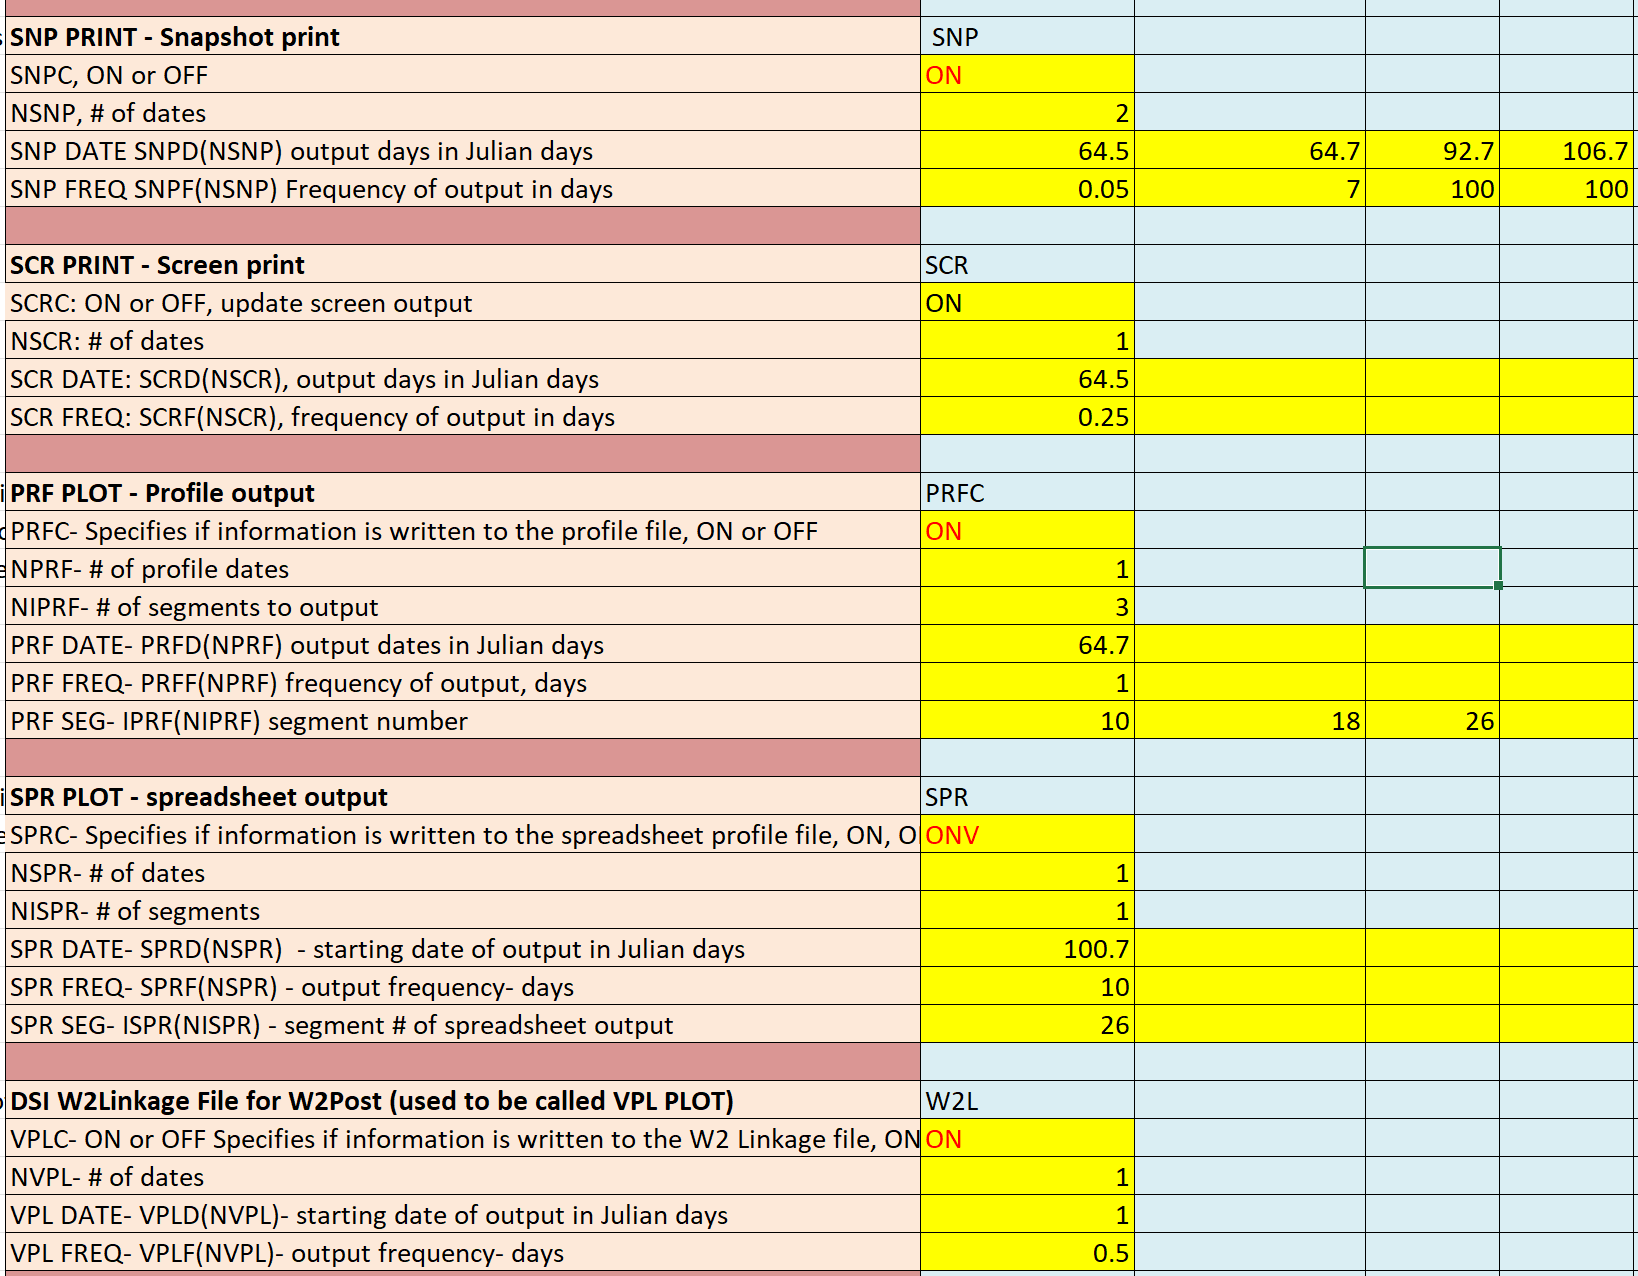 SNP PRINT - Snapshot print SNP
SNPC, ON or OFF ON
NSNP, # of dates 2
SNP DATE SNPD(NSNP) output days in Julian days 64.5 64.7 92.7 106.7
SNP FREQ SNPF(NSNP) Frequency of output in days 0.05 7 100 100
SCR PRINT - Screen print SCR
SCRC: ON or OFF, update screen output ON
NSCR: # of dates 1
SCR DATE: SCRD(NSCR), output days in Julian days 64.5
SCR FREQ: SCRF(NSCR), frequency of output in days 0.25
PRF PLOT - Profile output PRFC
PRFC- Specifies if information is written to the profile file, ON or OFF ON
NPRF- # of profile dates 1
NIPRF- # of segments to output 3
PRF DATE- PRFD(NPRF) output dates in Julian days 64.7
PRF FREQ- PRFF(NPRF) frequency of output, days 1
PRF SEG- IPRF(NIPRF) segment number 10 18 26
SPR PLOT - spreadsheet output SPR
SPRC- Specifies if information is written to the spreadsheet profile file, ON, O ONV
NSPR- # of dates 1
NISPR- # of segments 1
SPR DATE- SPRD(NSPR)  - starting date of output in Julian days 100.7
SPR FREQ- SPRF(NSPR) - output frequency- days 10
SPR SEG- ISPR(NISPR) - segment # of spreadsheet output 26
DSI W2Linkage File for W2Post (used to be called VPL PLOT) W2L
VPLC- ON or OFF Specifies if information is written to the W2 Linkage file, ON ON
NVPL- # of dates 1
VPL DATE- VPLD(NVPL)- starting date of output in Julian days 1
VPL FREQ- VPLF(NVPL)- output frequency- days 0.5